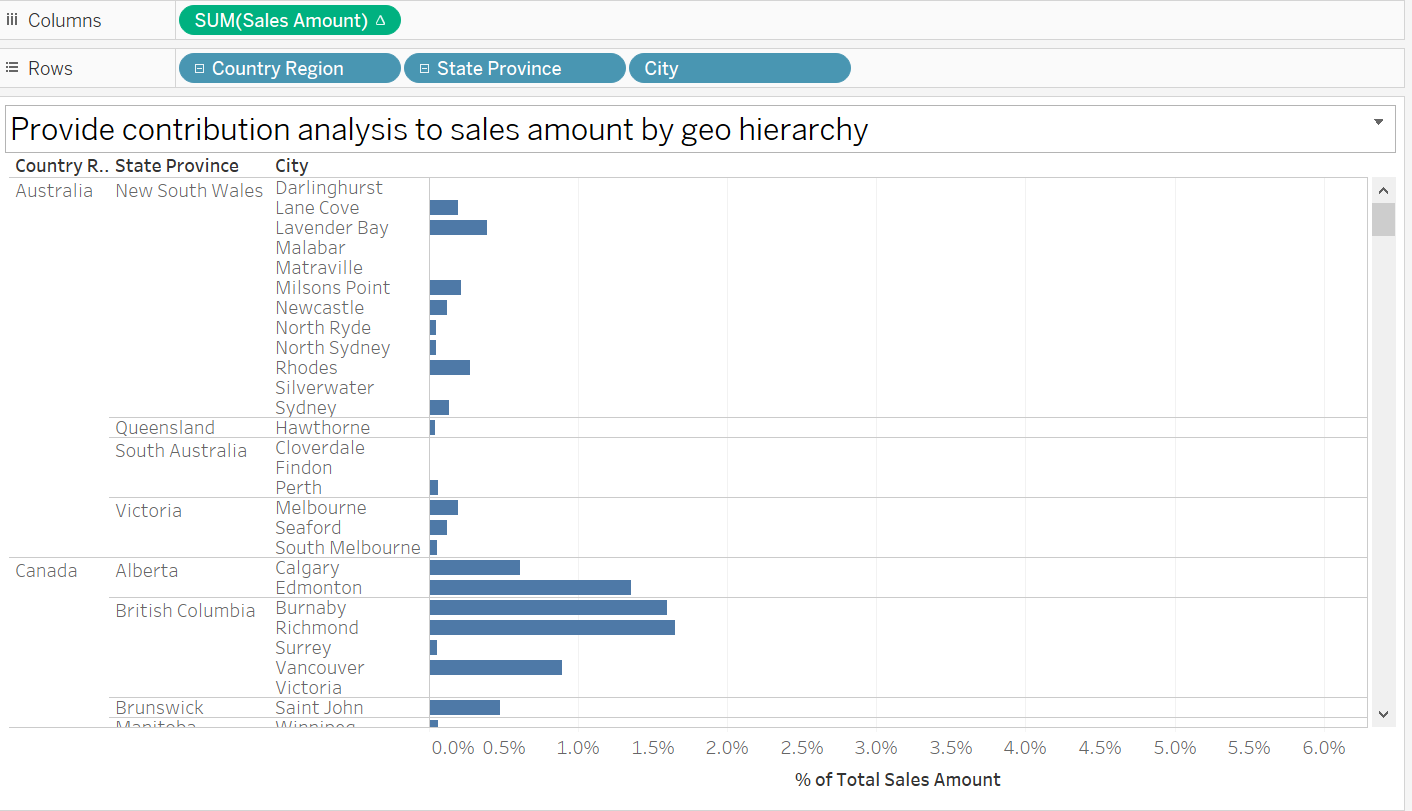 Columns SUM(Sales Amount) Δ
Rows Country Region State Province City
Provide contribution analysis to sales amount by geo hierarchy
Country R.. State Province City
Australia New South Wales Darlinghurst
Lane Cove
Lavender Bay
Malabar
Matraville
Milsons Point
Newcastle
North Ryde
North Sydney
Rhodes
Silverwater
Sydney
Queensland Hawthorne
South Australia Cloverdale
Findon
Perth
Victoria Melbourne
Seaford
South Melbourne
Canada Alberta Calgary
Edmonton
British Columbia Burnaby
Richmond
Surrey
Vancouver
Victoria
Brunswick Saint John
Manitoba Winnipeg
0.0% 0.5% 1.0% 1.5% 2.0% 2.5% 3.0% 3.5% 4.0% 4.5% 5.0% 5.5% 6.0%
% of Total Sales Amount